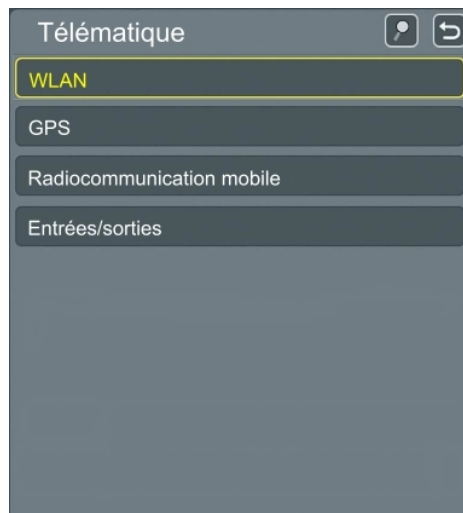 Télématique
WLAN
GPS
Radiocommunication mobile
Entrées/sorties